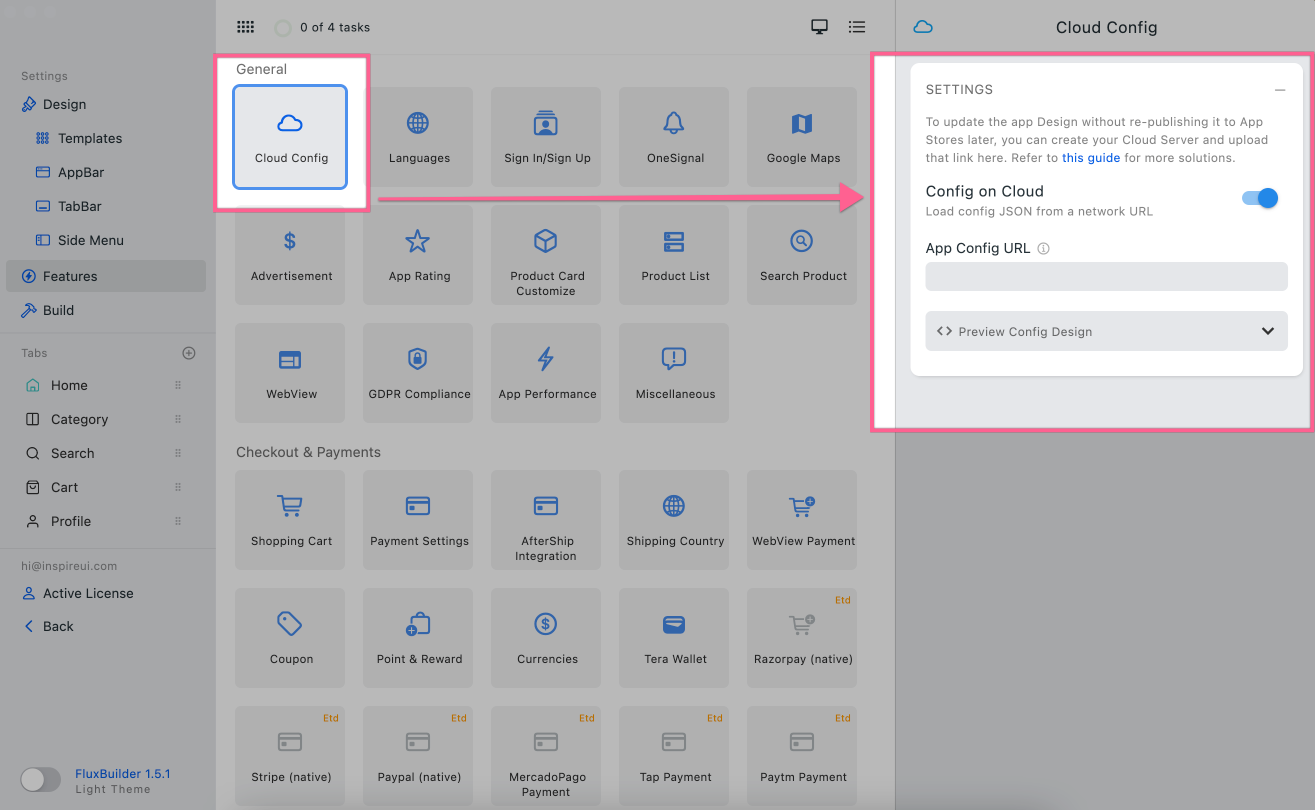 Settings
Design
Templates
AppBar
TabBar
Side Menu
Features
Build
Tabs
Home
Category
Search
Cart
Profile
hi@inspireui.com
Active License
Back
FluxBuilder 1.5.1
Light Theme
0 of 4 tasks
General
Cloud Config
Languages
Sign In/Sign Up
OneSignal
Google Maps
Advertisement
App Rating
Product Card
Customize
Product List
Search Product
WebView
GDPR Compliance
App Performance
Miscellaneous
Checkout & Payments
Shopping Cart
Payment Settings
AfterShip
Integration
Shipping Country
WebView Payment
Coupon
Point & Reward
Currencies
Tera Wallet
Etd
Razorpay (native)
Etd
Stripe (native)
Etd
Paypal (native)
Etd
MercadoPago
Payment
Etd
Tap Payment
Etd
Paytm Payment
Cloud Config
SETTINGS
To update the app Design without re-publishing it to App
Stores later, you can create your Cloud Server and upload
that link here. Refer to this guide for more solutions.
Config on Cloud
Load config JSON from a network URL
App Config URL
Preview Config Design